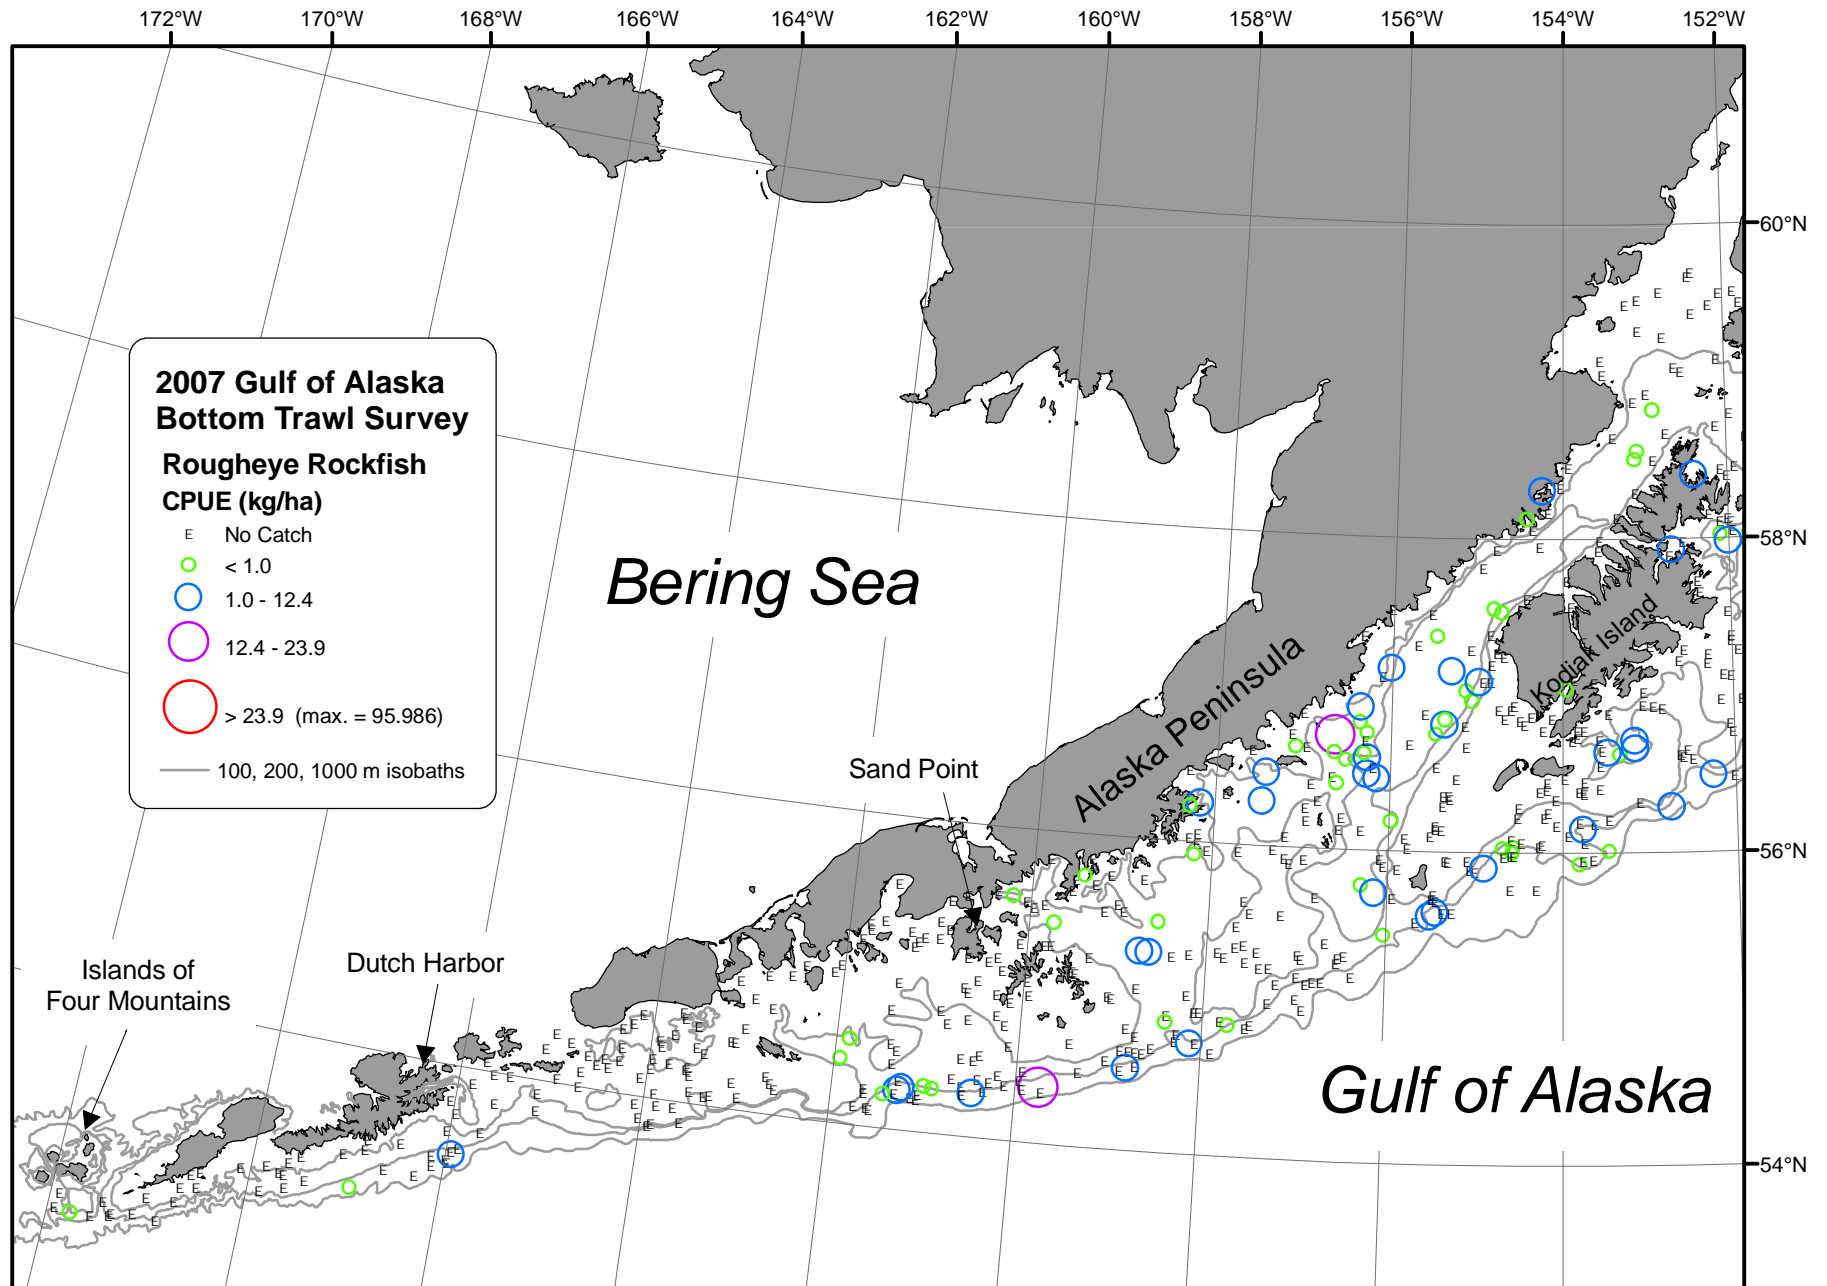 172°W 170°W 168°W 166°W 164°W 162°W 160°W 158°W 156°W 154°W 152°W
60°N
2007 Gulf of Alaska
Bottom Trawl Survey
Rougheye Rockfish
CPUE (kg/ha)
E No Catch
< 1.0
1.0 - 12.4
12.4 - 23.9
> 23.9 (max. = 95.986)
100, 200, 1000 m isobaths
58°N
Bering Sea
Kodiak Island
Alaska Peninsula
Sand Point
56°N
Dutch Harbor
Islands of
Four Mountains
Gulf of Alaska
54°N